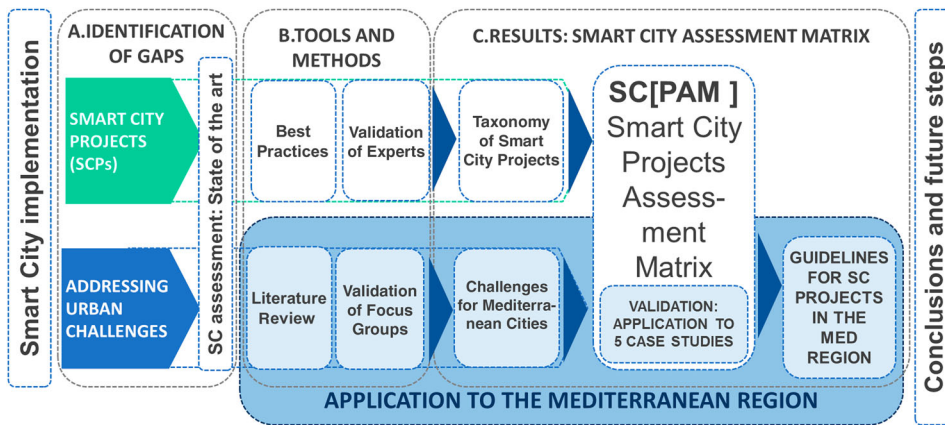 Smart City implementation
A.IDENTIFICATION
OF GAPS
SMART CITY
PROJECTS
(SCPs)
ADDRESSING
URBAN
CHALLENGES
SC assessment: State of the art
B.TOOLS AND
METHODS
Best
Practices
Validation
of Experts
Literature
Review
Validation
of Focus
Groups
C.RESULTS: SMART CITY ASSESSMENT MATRIX
Taxonomy
of Smart
City Projects
Challenges
for Mediterra-
nean Cities
SC[PAM ]
Smart City
Projects
Assess-
ment
Matrix
VALIDATION:
APPLICATION TO
5 CASE STUDIES
GUIDELINES
FOR SC
PROJECTS
IN THE
MED
REGION
APPLICATION TO THE MEDITERRANEAN REGION
Conclusions and future steps